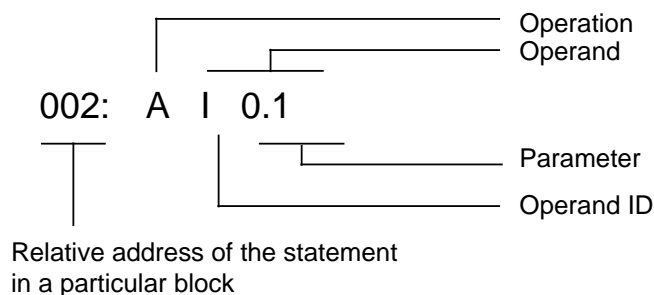 Operation
Operand
002: A I 0.1
Parameter
Operand ID
Relative address of the statement
in a particular block